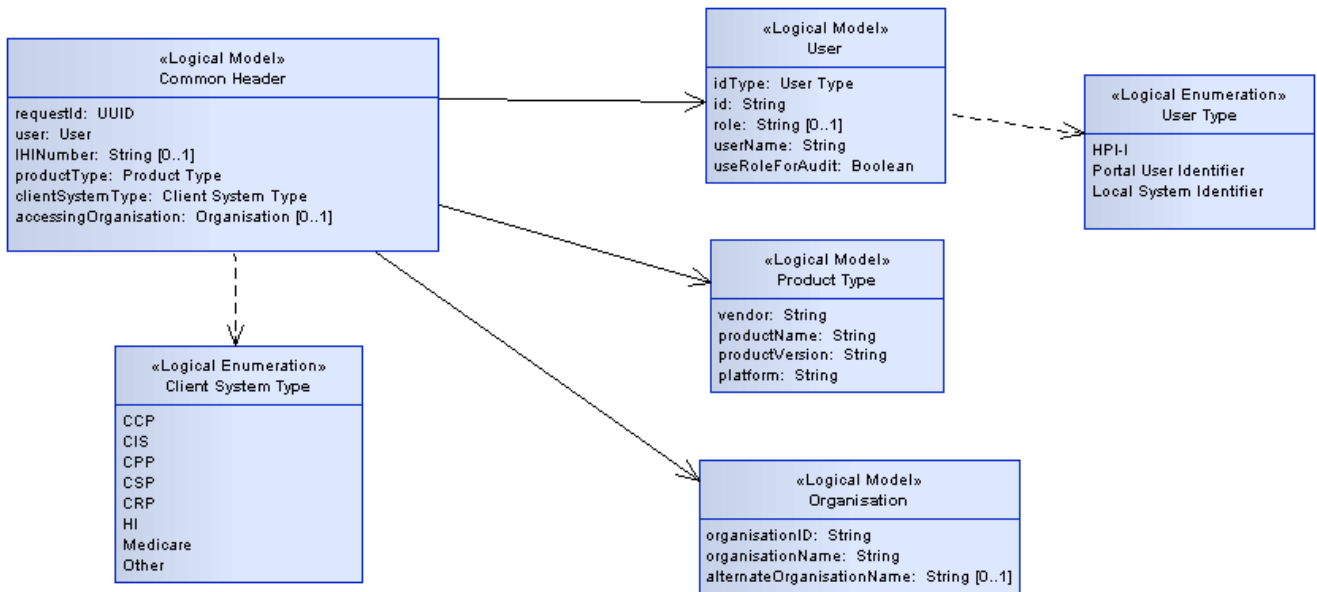 «Logical Model»
Common Header
requestId: UUID
user: User
IHINumber: String [0..1]
productType: Product Type
clientSystemType: Client System Type
accessingOrganisation: Organisation [0..1]
«Logical Model»
User
idType: User Type
id: String
role: String [0..1]
userName: String
useRoleForAudit: Boolean
«Logical Enumeration»
User Type
HPI-I
Portal User Identifier
Local System Identifier
«Logical Model»
Product Type
vendor: String
productName: String
productVersion: String
platform: String
«Logical Enumeration»
Client System Type
CCP
CIS
CPP
CSP
CRP
HI
Medicare
Other
«Logical Model»
Organisation
organisationID: String
organisationName: String
alternateOrganisationName: String [0..1]